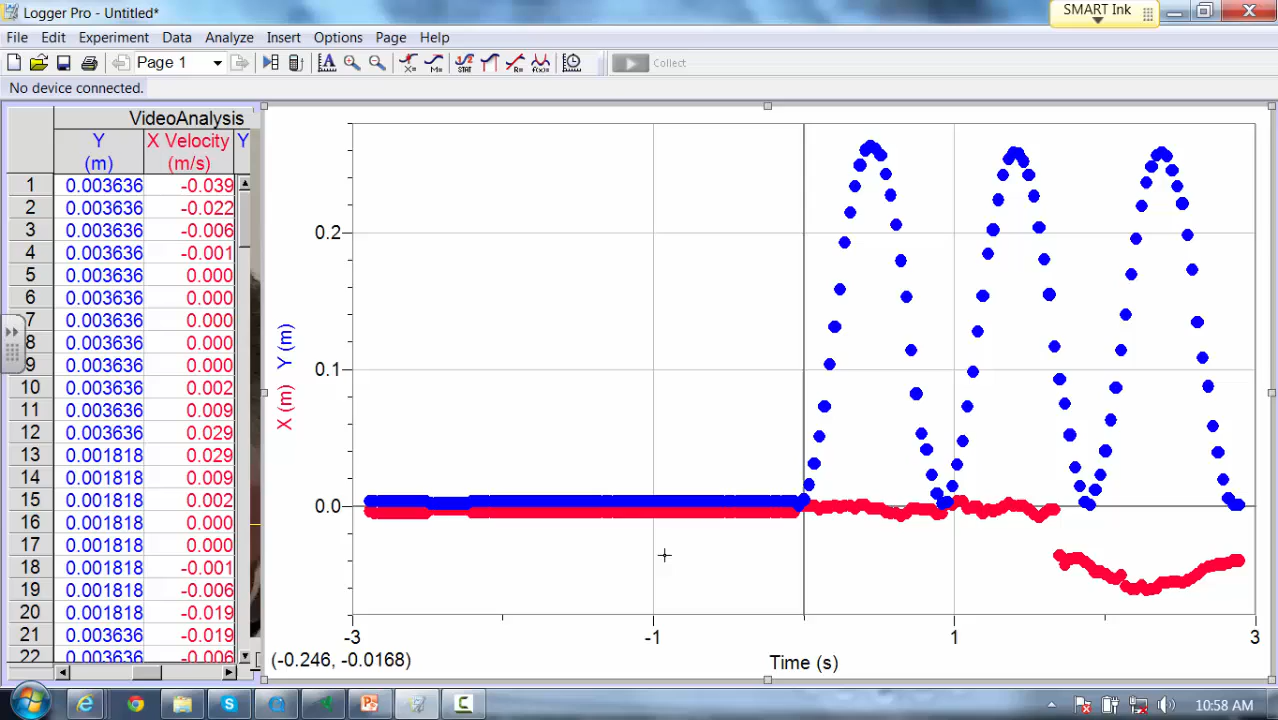 Logger Pro - Untitled*
SMART Ink
File Edit Experiment Data Analyze Insert Options Page Help
Page 1
Collect
No device connected.
VideoAnalysis
Y X Velocity Y
(m) (m/s)
1 0.003636 -0.039
2 0.003636 -0.022
3 0.003636 -0.006
4 0.003636 -0.001
5 0.003636 0.000
6 0.003636 0.000
7 0.003636 0.000
8 0.003636 0.000
9 0.003636 0.000
10 0.003636 0.002
11 0.003636 0.009
12 0.003636 0.029
13 0.001818 0.029
14 0.001818 0.009
15 0.001818 0.002
16 0.001818 0.000
17 0.001818 0.000
18 0.001818 -0.001
19 0.001818 -0.006
20 0.001818 -0.019
21 0.003636 -0.019
22 0.003636 -0.006
0.2
0.1
0.0
X (m) Y (m)
-3 -1 1 3
(-0.246, -0.0168)
Time (s)
10:58 AM